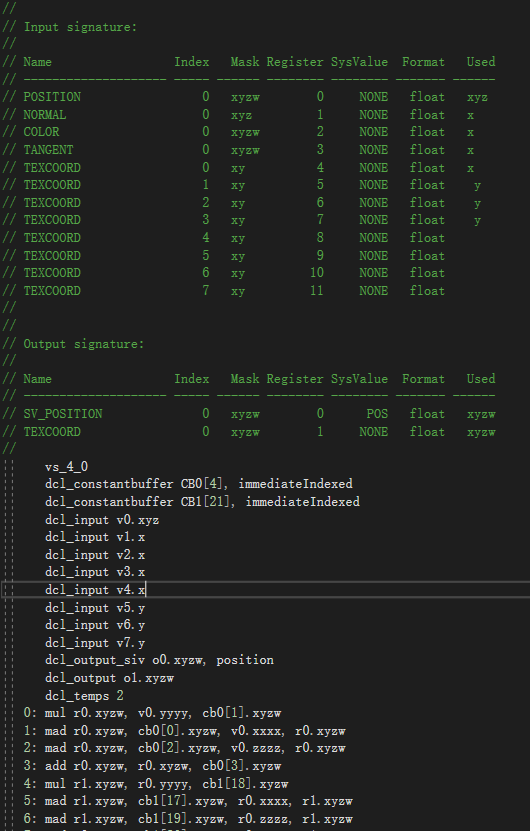 //
// Input signature:
//
// Name                 Index   Mask Register SysValue  Format   Used
// -------------------- ----- ------ -------- -------- ------- ------
// POSITION                 0   xyzw        0     NONE   float   xyz
// NORMAL                   0   xyz         1     NONE   float   x
// COLOR                    0   xyzw        2     NONE   float   x
// TANGENT                  0   xyzw        3     NONE   float   x
// TEXCOORD                 0   xy          4     NONE   float   x
// TEXCOORD                 1   xy          5     NONE   float    y
// TEXCOORD                 2   xy          6     NONE   float    y
// TEXCOORD                 3   xy          7     NONE   float    y
// TEXCOORD                 4   xy          8     NONE   float
// TEXCOORD                 5   xy          9     NONE   float
// TEXCOORD                 6   xy         10     NONE   float
// TEXCOORD                 7   xy         11     NONE   float
//
//
// Output signature:
//
// Name                 Index   Mask Register SysValue  Format   Used
// -------------------- ----- ------ -------- -------- ------- ------
// SV_POSITION              0   xyzw        0      POS   float   xyzw
// TEXCOORD                 0   xyzw        1     NONE   float   xyzw
//
vs_4_0
dcl_constantbuffer CB0[4], immediateIndexed
dcl_constantbuffer CB1[21], immediateIndexed
dcl_input v0.xyz
dcl_input v1.x
dcl_input v2.x
dcl_input v3.x
dcl_input v4.x
dcl_input v5.y
dcl_input v6.y
dcl_input v7.y
dcl_output_siv o0.xyzw, position
dcl_output o1.xyzw
dcl_temps 2
0: mul r0.xyzw, v0.yyyy, cb0[1].xyzw
1: mad r0.xyzw, cb0[0].xyzw, v0.xxxx, r0.xyzw
2: mad r0.xyzw, cb0[2].xyzw, v0.zzzz, r0.xyzw
3: add r0.xyzw, r0.xyzw, cb0[3].xyzw
4: mul r1.xyzw, r0.yyyy, cb1[18].xyzw
5: mad r1.xyzw, cb1[17].xyzw, r0.xxxx, r1.xyzw
6: mad r1.xyzw, cb1[19].xyzw, r0.zzzz, r1.xyzw